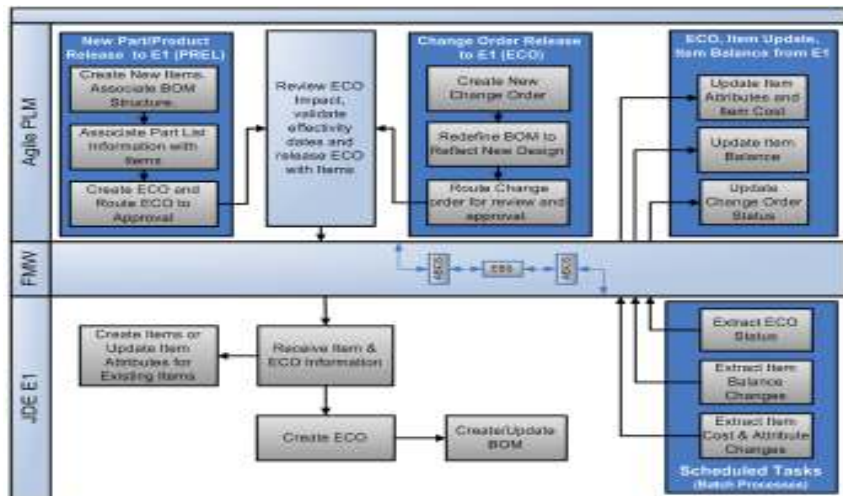 Agile PLM
New Part/Product
Release to E1 (PREL)
Create New Items.
Associate BOM
Structure.
Associate Part List
Information with
Items
Create ECO and
Route ECO to
Approval
Review ECO
Impact,
validate
effectivity
dates and
release ECO
with Items
Change Order Release
to E1 (ECO)
Create New
Change Order
Redefine BOM to
Reflect New Design
Route Change
order for review and
approval
ECO, Item Update,
Item Balance from E1
Update Item
Attributes and
Item Cost
Update Item
Balance
Update
Change Order
Status
FMW
ABCS
EBS
ABCS
JDE E1
Create Items or
Update Item
Attributes for
Existing Items
Receive Item &
ECO Information
Create ECO
Create/Update
BOM
Extract ECO
Status
Extract Item
Balance Changes
Extract Item
Cost & Attribute
Changes
Scheduled Tasks
(Batch Processes)